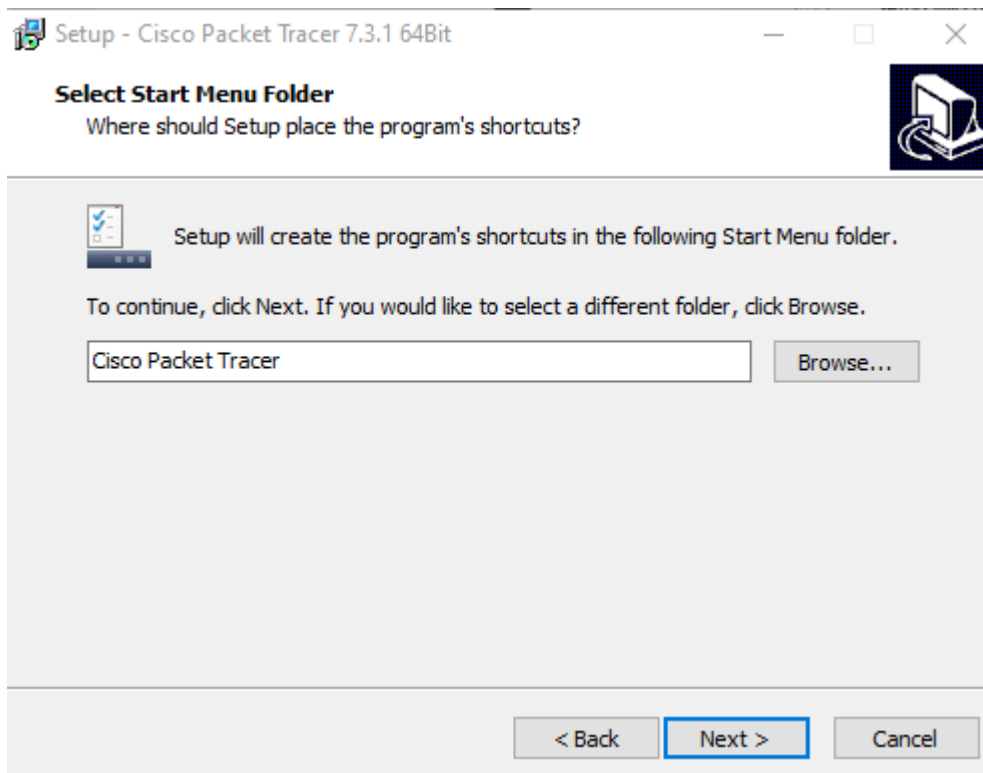 Setup - Cisco Packet Tracer 7.3.1 64Bit
Select Start Menu Folder
Where should Setup place the program's shortcuts?
Setup will create the program's shortcuts in the following Start Menu folder.
To continue, click Next. If you would like to select a different folder, click Browse.
Cisco Packet Tracer
Browse...
< Back
Next >
Cancel